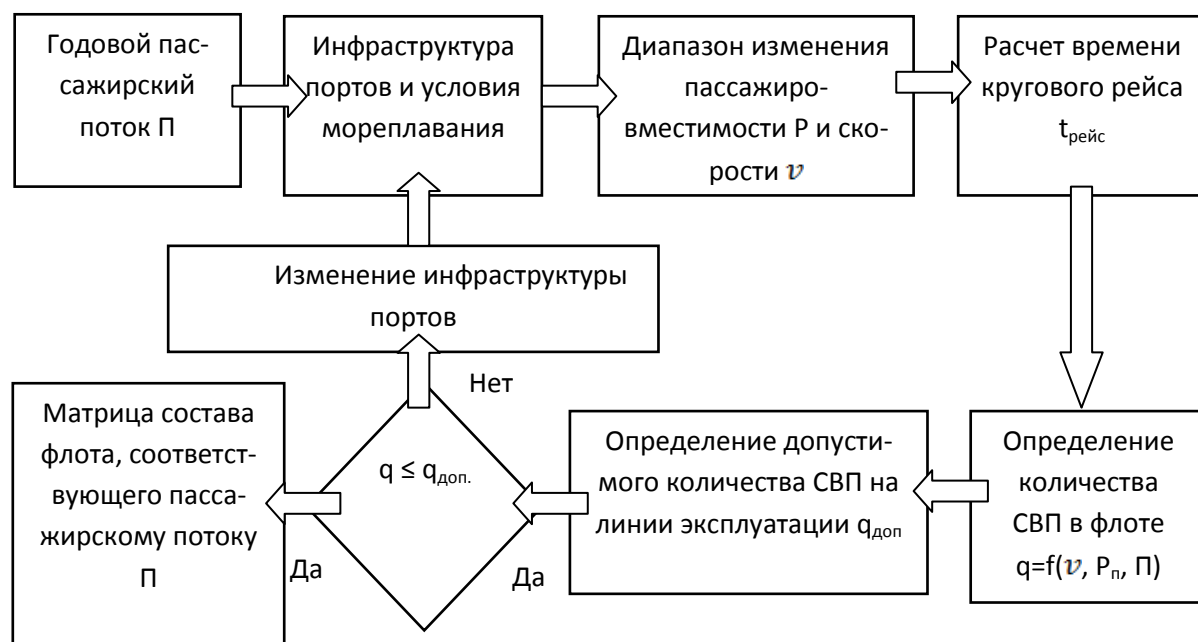 Годовой пас-
сажирский
поток П
Инфраструктура
портов и условия
мореплавания
Диапазон изменения
пассажиро-
вместимости Р и ско-
рости v
Расчет времени
кругового рейса
tрейс
Изменение инфраструктуры
портов
Нет
Матрица состава
флота, соответст-
вующего пасса-
жирскому потоку
П
Да
q ≤ qдоп.
Да
Определение допусти-
мого количества СВП на
линии эксплуатации qдоп
Определение
количества
СВП в флоте
q=f(v, Pп, П)